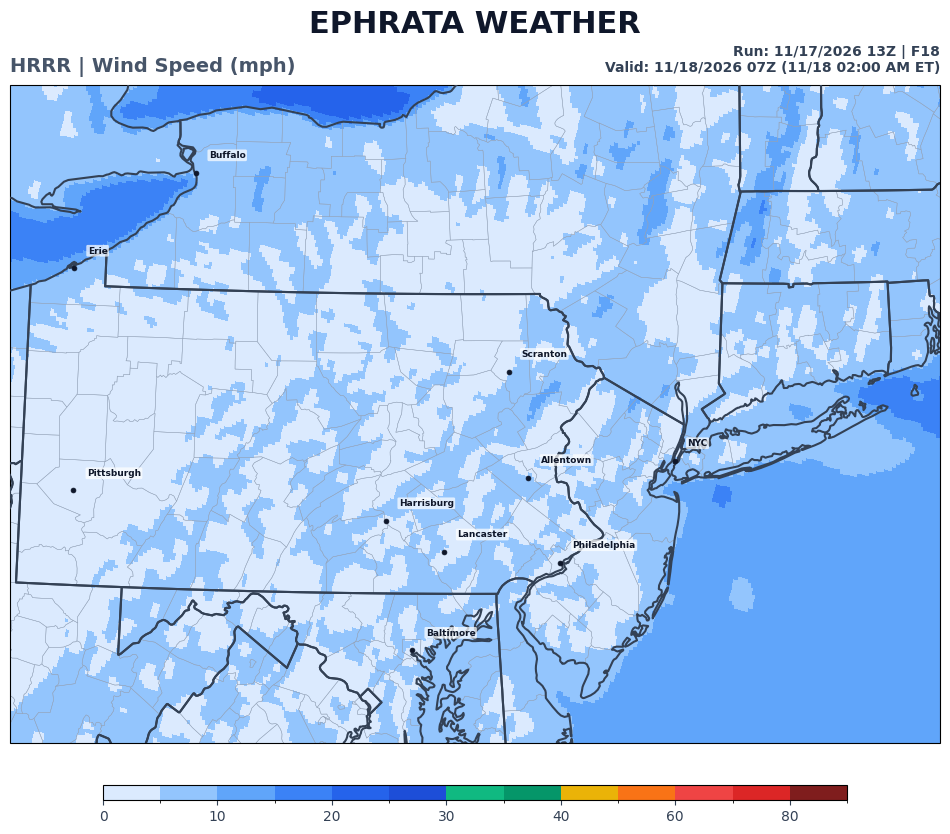 EPHRATA WEATHER
HRRR | Wind Speed (mph)
Run: 11/17/2026 13Z | F18
Valid: 11/18/2026 07Z (11/18 02:00 AM ET)
Buffalo
Erie
Scranton
NYC
Allentown
Pittsburgh
Harrisburg
Lancaster
Philadelphia
Baltimore
0 10 20 30 40 50 60 70 80